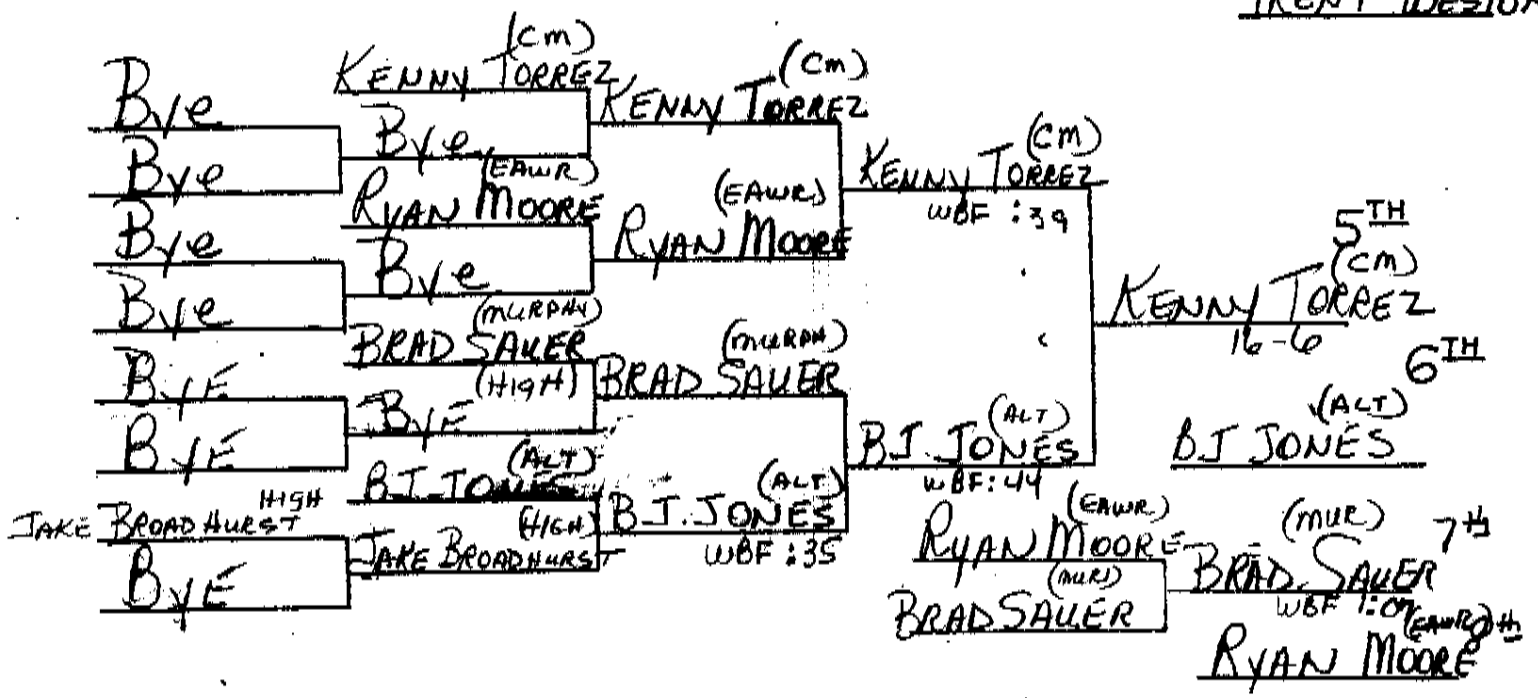 TRENT
Bye
Bye
Bye
Bye
ByE
ByE
HIGH
JAKE BROADHURST
ByE
(CM)
KENNY TORREZ
Bye
(EAWR)
RYAN MOORE
Bye
(MURPHY)
BRAD SAUER
(HIGH)
ByE
(ALT)
B.J. JONES
(HIGH)
JAKE BROADHURST
(CM)
KENNY TORREZ
(EAWR)
RYAN MOORE
(MURPH)
BRAD SAUER
(ALT)
B.J. JONES
WBF :35
(CM)
KENNY TORREZ
WBF :39
(ALT)
B.J. JONES
WBF :44
5TH
(CM)
KENNY TORREZ
16-6
6TH
(ALT)
BJ JONES
(EAWR)
RYAN MOORE
(MUR)
BRAD SAUER
(MUR) 7th
BRAD SAUER
WBF
(EAWR)
RYAN MOORE